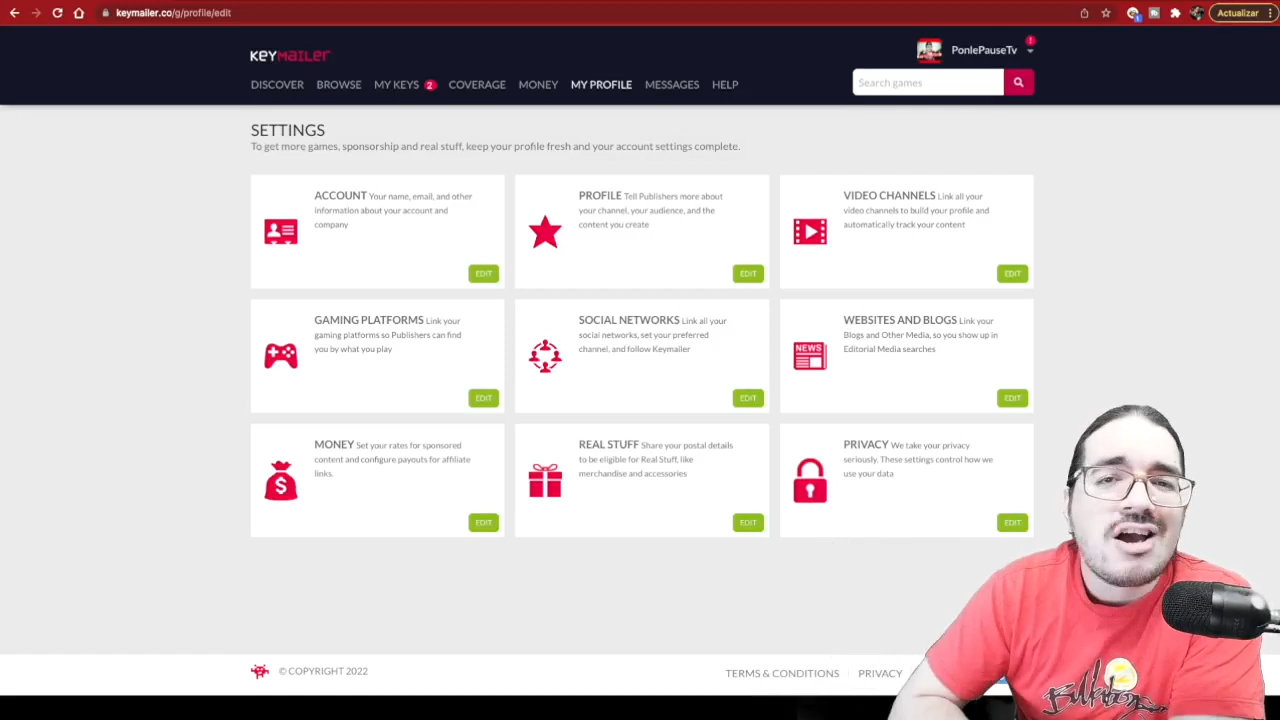 keymailer.co/g/profile/edit
Actualizar
KEYMAILER
PonlePauseTv
DISCOVER BROWSE MY KEYS 2 COVERAGE MONEY MY PROFILE MESSAGES HELP
Search games
SETTINGS
To get more games, sponsorship and real stuff, keep your profile fresh and your account settings complete.
ACCOUNT Your name, email, and other
information about your account and
company
EDIT
PROFILE Tell Publishers more about
your channel, your audience, and the
content you create
EDIT
VIDEO CHANNELS Link all your
video channels to build your profile and
automatically track your content
EDIT
GAMING PLATFORMS Link your
gaming platforms so Publishers can find
you by what you play
EDIT
SOCIAL NETWORKS Link all your
social networks, set your preferred
channel, and follow Keymailer
EDIT
WEBSITES AND BLOGS Link your
Blogs and Other Media, so you show up in
Editorial Media searches
NEWS
EDIT
MONEY Set your rates for sponsored
content and configure payouts for affiliate
links.
EDIT
REAL STUFF Share your postal details
to be eligible for Real Stuff, like
merchandise and accessories
EDIT
PRIVACY We take your privacy
seriously. These settings control how we
use your data
EDIT
© COPYRIGHT 2022
TERMS & CONDITIONS PRIVACY